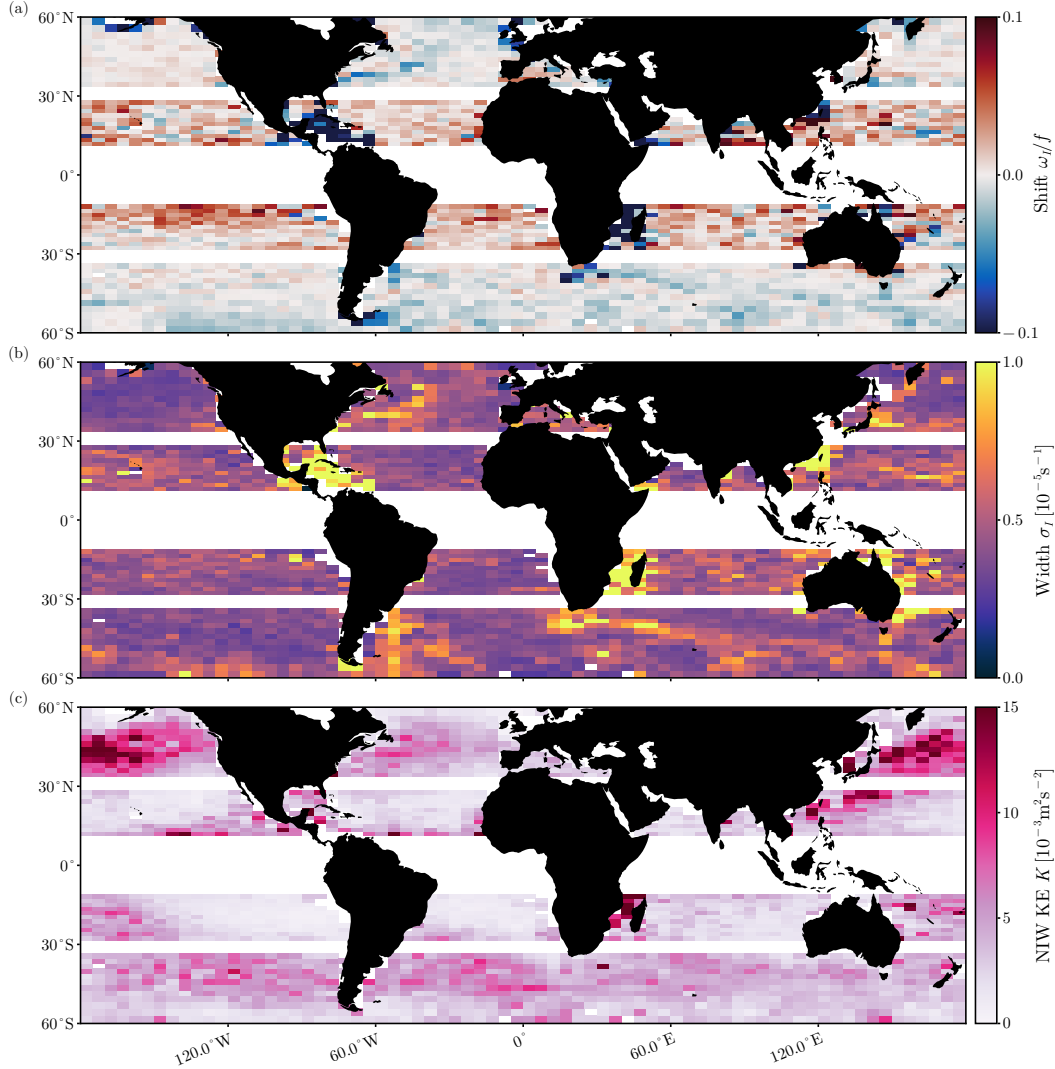 (a)
60°N
30°N
0°
30°S
60°S
0.1
0.0
−0.1
Shift ω_I/f
(b)
60°N
30°N
0°
30°S
60°S
1.0
0.5
0.0
Width σ_I [10⁻⁵s⁻¹]
(c)
60°N
30°N
0°
30°S
60°S
15
10
5
0
NIW KE K [10⁻³m²s⁻²]
120.0°W
60.0°W
0°
60.0°E
120.0°E